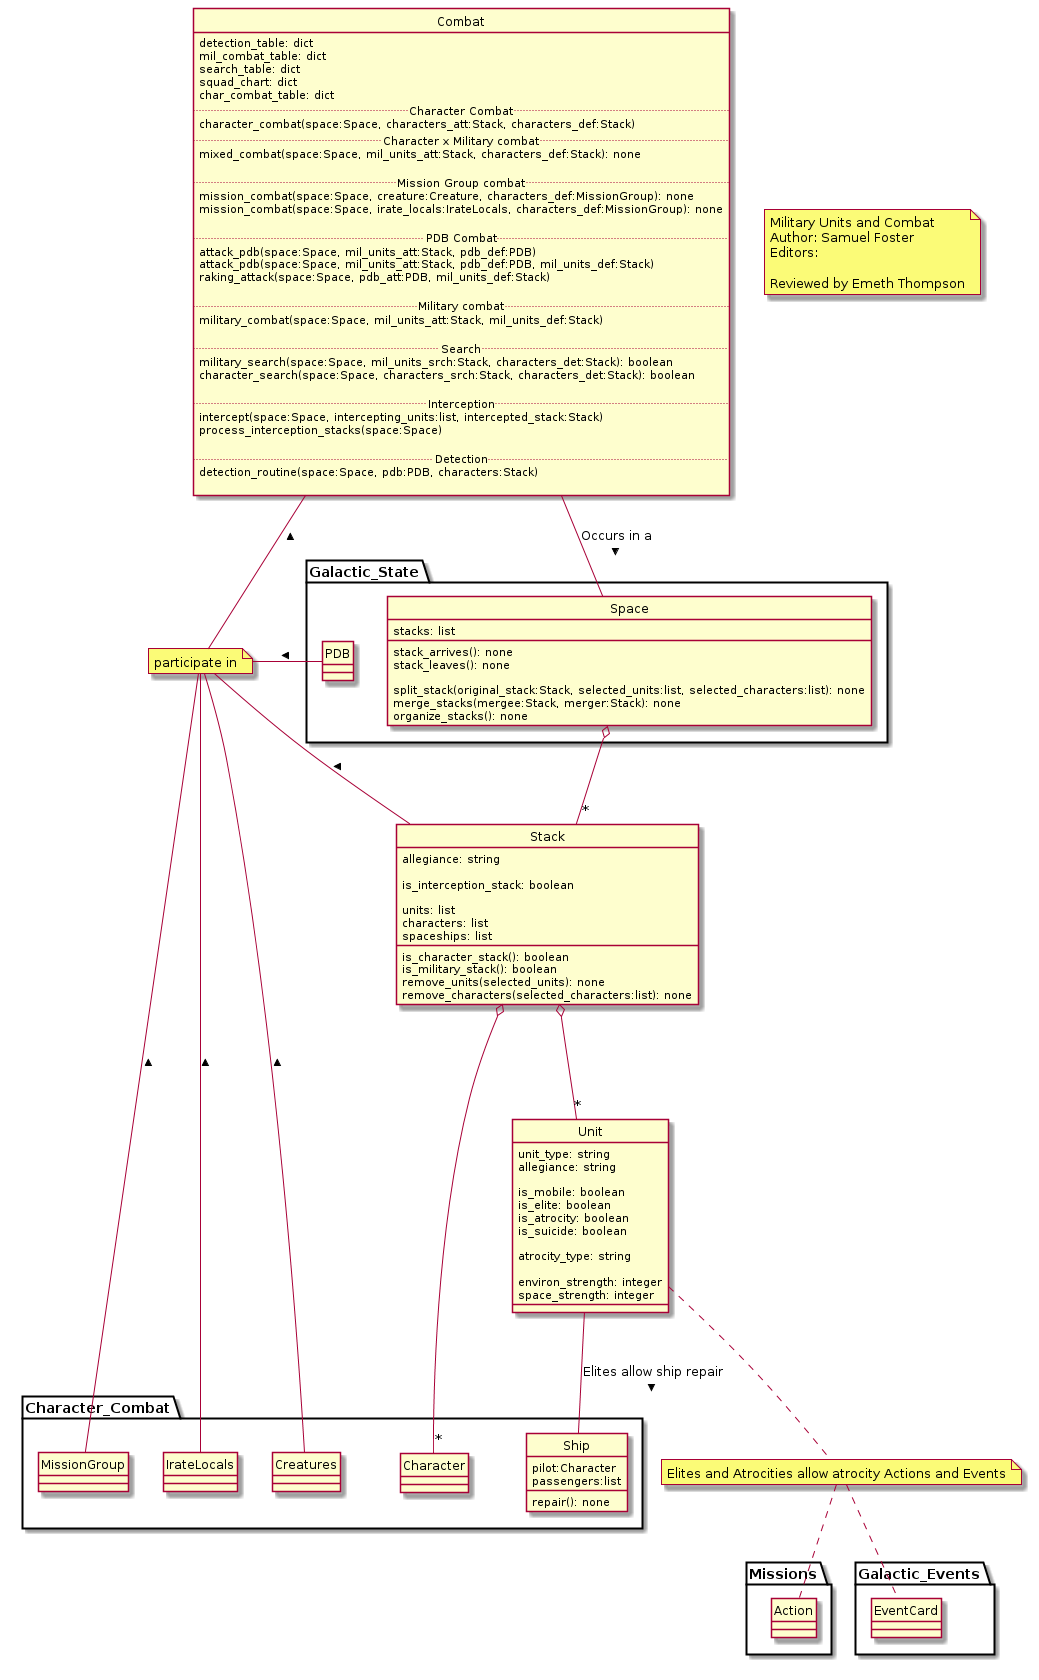 Combat
detection_table: dict
mil_combat_table: dict
search_table: dict
squad_chart: dict
char_combat_table: dict
Character Combat
character_combat(space:Space, characters_att:Stack, characters_def:Stack)
Character x Military combat
mixed_combat(space:Space, mil_units_att:Stack, characters_def:Stack): none
Mission Group combat
mission_combat(space:Space, creature:Creature, characters_def:MissionGroup): none
mission_combat(space:Space, irate_locals:IrateLocals, characters_def:MissionGroup): none
PDB Combat
attack_pdb(space:Space, mil_units_att:Stack, pdb_def:PDB)
attack_pdb(space:Space, mil_units_att:Stack, pdb_def:PDB, mil_units_def:Stack)
raking_attack(space:Space, pdb_att:PDB, mil_units_def:Stack)
Military combat
military_combat(space:Space, mil_units_att:Stack, mil_units_def:Stack)
Search
military_search(space:Space, mil_units_srch:Stack, characters_det:Stack): boolean
character_search(space:Space, characters_srch:Stack, characters_det:Stack): boolean
Interception
intercept(space:Space, intercepting_units:list, intercepted_stack:Stack)
process_interception_stacks(space:Space)
Detection
detection_routine(space:Space, pdb:PDB, characters:Stack)
Military Units and Combat
Author: Samuel Foster
Editors:
Reviewed by Emeth Thompson
Occurs in a
Galactic_State
Space
stacks: list
stack_arrives(): none
stack_leaves(): none
split_stack(original_stack:Stack, selected_units:list, selected_characters:list): none
merge_stacks(mergee:Stack, merger:Stack): none
organize_stacks(): none
PDB
participate in
*
Stack
allegiance: string
is_interception_stack: boolean
units: list
characters: list
spaceships: list
is_character_stack(): boolean
is_military_stack(): boolean
remove_units(selected_units): none
remove_characters(selected_characters:list): none
*
Unit
unit_type: string
allegiance: string
is_mobile: boolean
is_elite: boolean
is_atrocity: boolean
is_suicide: boolean
atrocity_type: string
environ_strength: integer
space_strength: integer
Elites allow ship repair
Character_Combat
*
MissionGroup
IrateLocals
Creatures
Character
Ship
pilot:Character
passengers:list
repair(): none
Elites and Atrocities allow atrocity Actions and Events
Missions
Action
Galactic_Events
EventCard